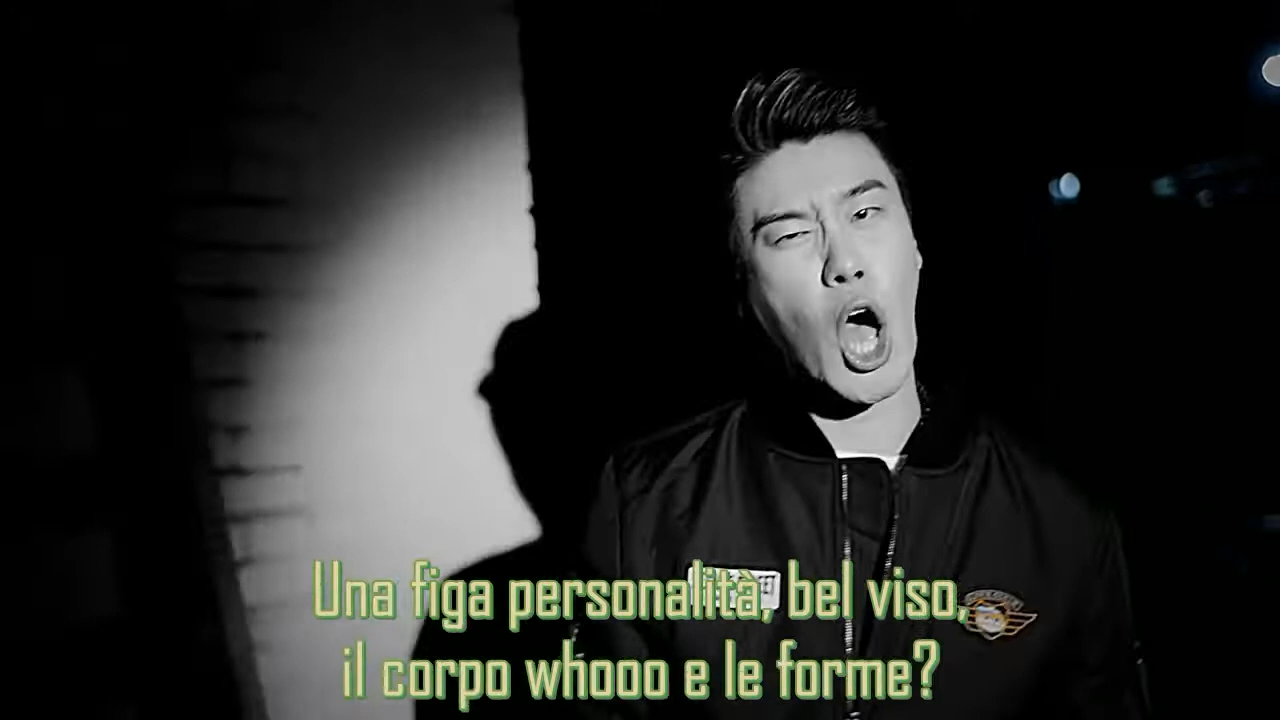 Una figa personalità, bel viso,
il corpo whooo e le forme?